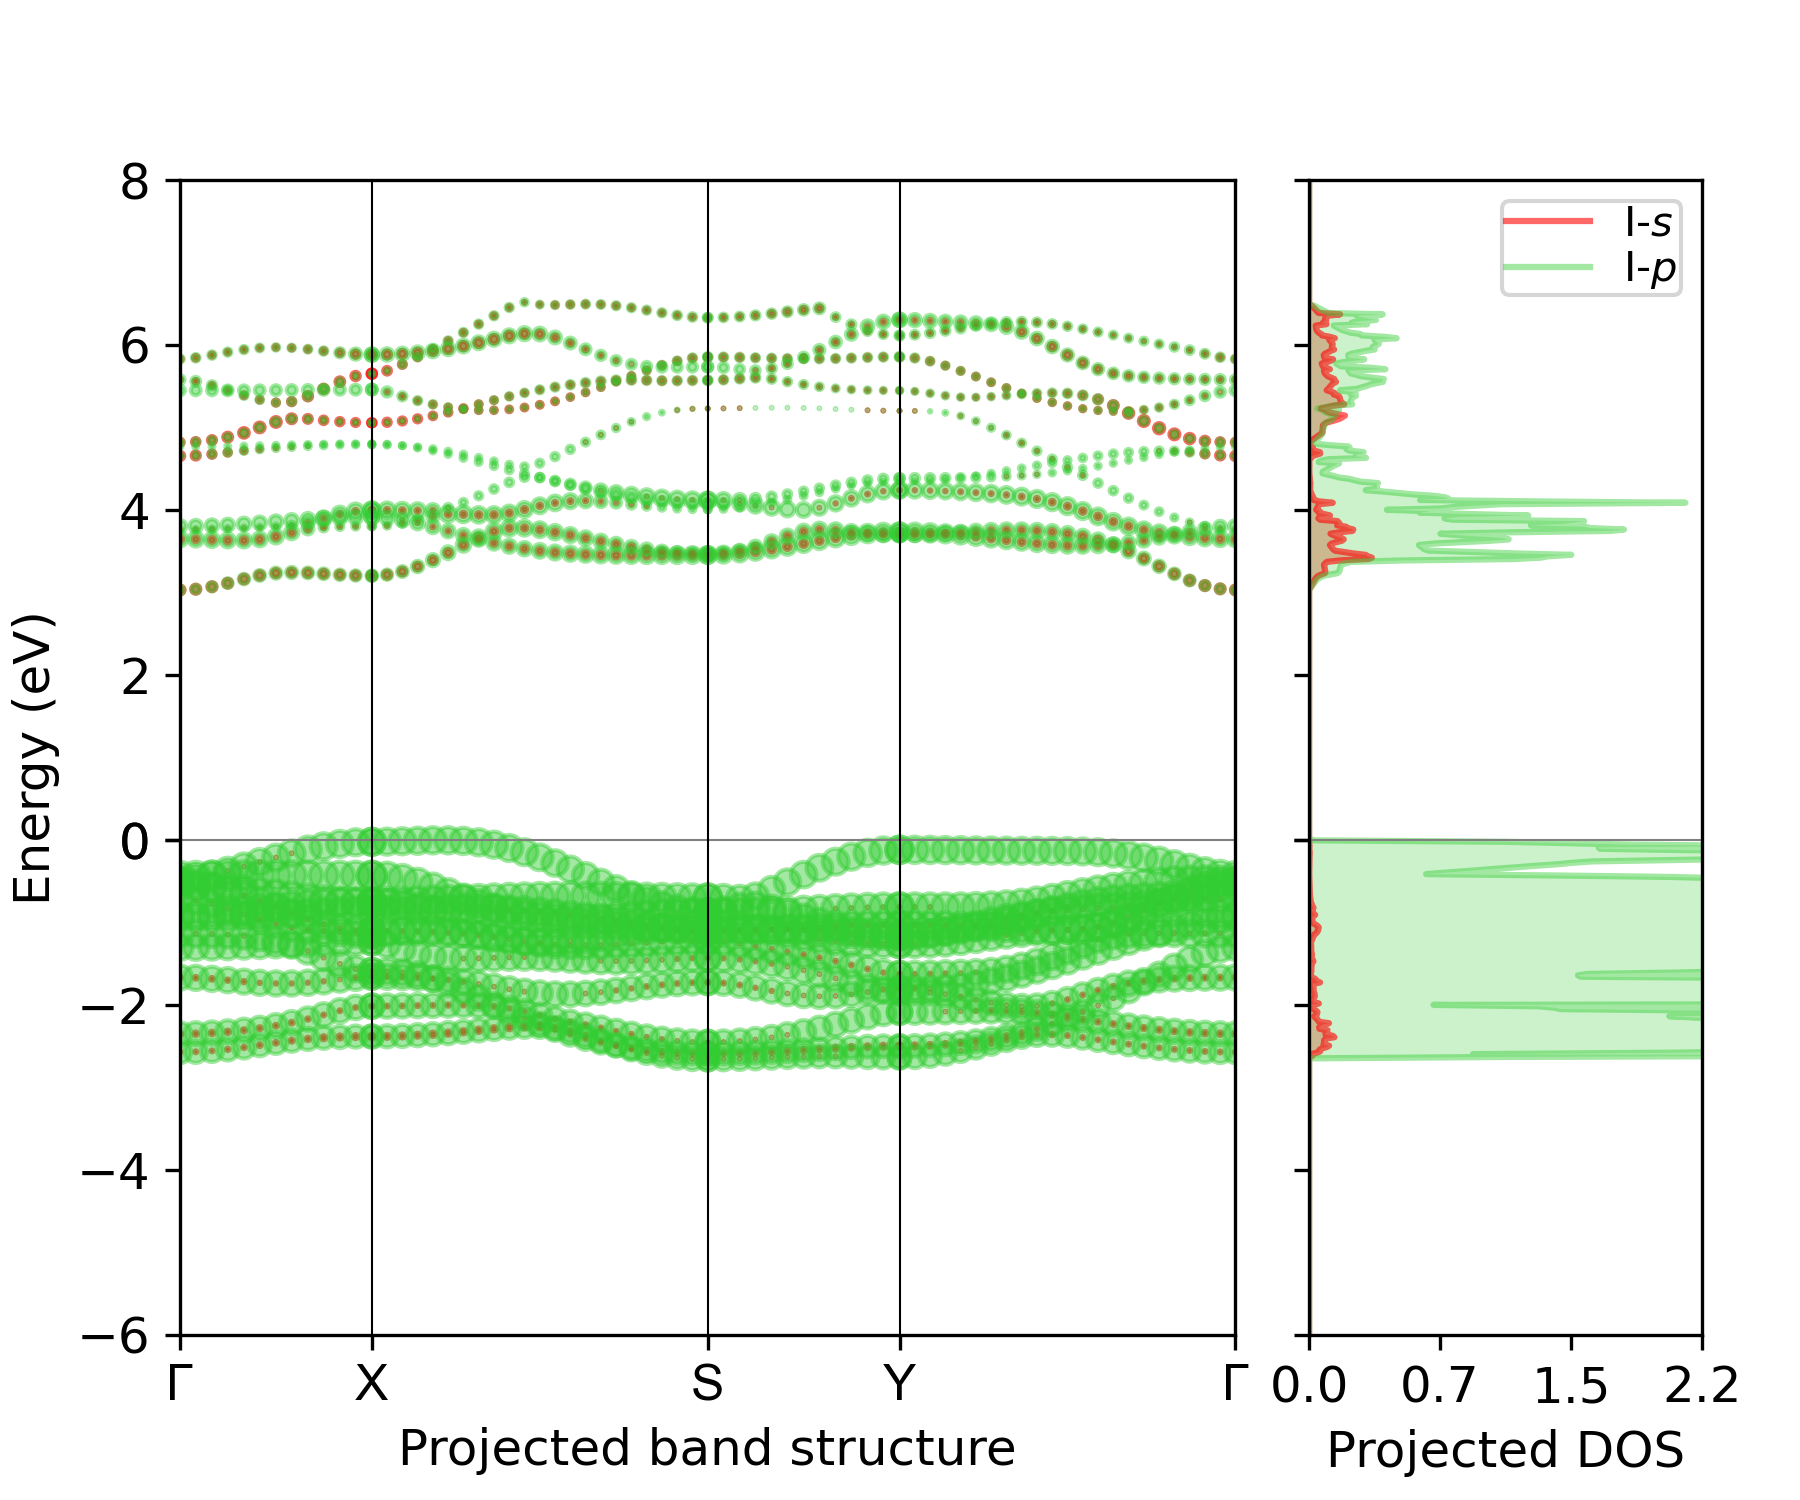 8
6
4
2
0
−2
−4
−6
Energy (eV)
Γ X S Y Γ
Projected band structure
I-s
I-p
0.0 0.7 1.5 2.2
Projected DOS